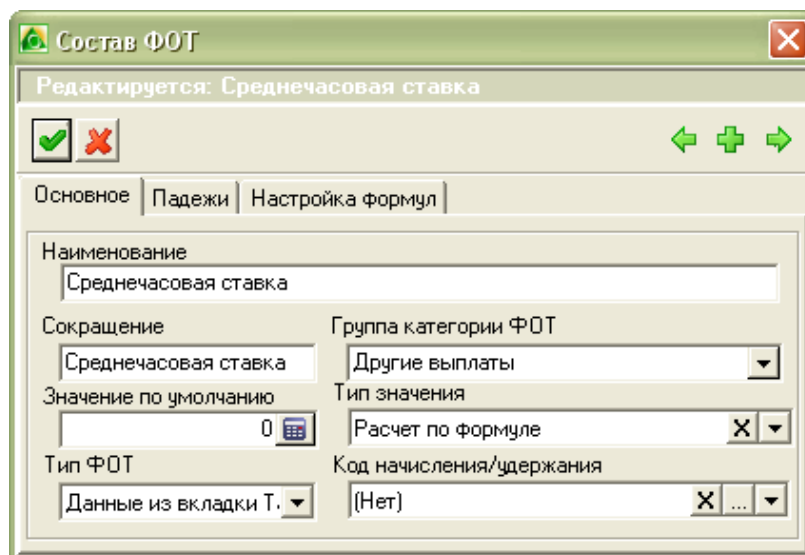 Состав ФОТ
Редактируется: Среднечасовая ставка
Основное Падежи Настройка формул
Наименование
Среднечасовая ставка
Сокращение Группа категории ФОТ
Среднечасовая ставка Другие выплаты
Значение по умолчанию Тип значения
0 Расчет по формуле
Тип ФОТ Код начисления/удержания
Данные из вкладки Т. (Нет) ...